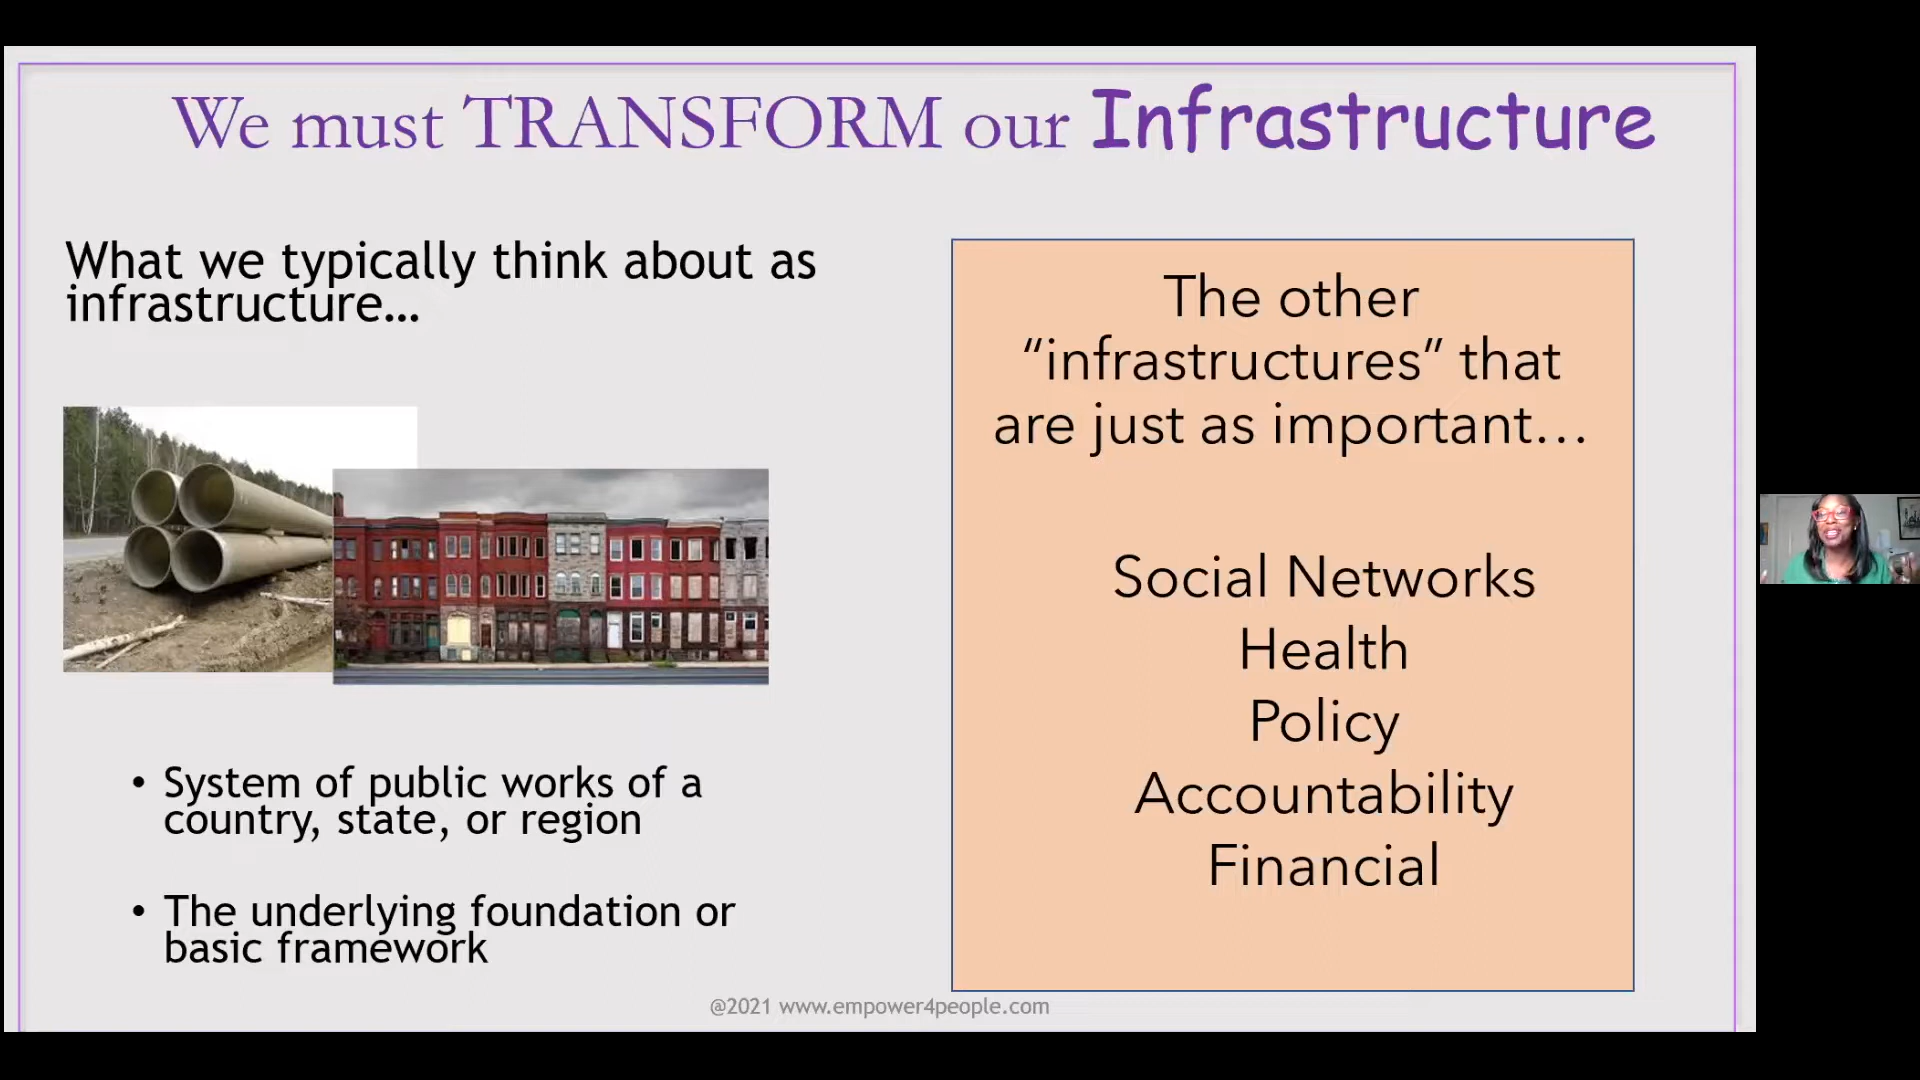 We must TRANSFORM our Infrastructure
What we typically think about as
infrastructure…
• System of public works of a
country, state, or region
• The underlying foundation or
basic framework
The other
“infrastructures” that
are just as important…
Social Networks
Health
Policy
Accountability
Financial
@2021 www.empower4people.com